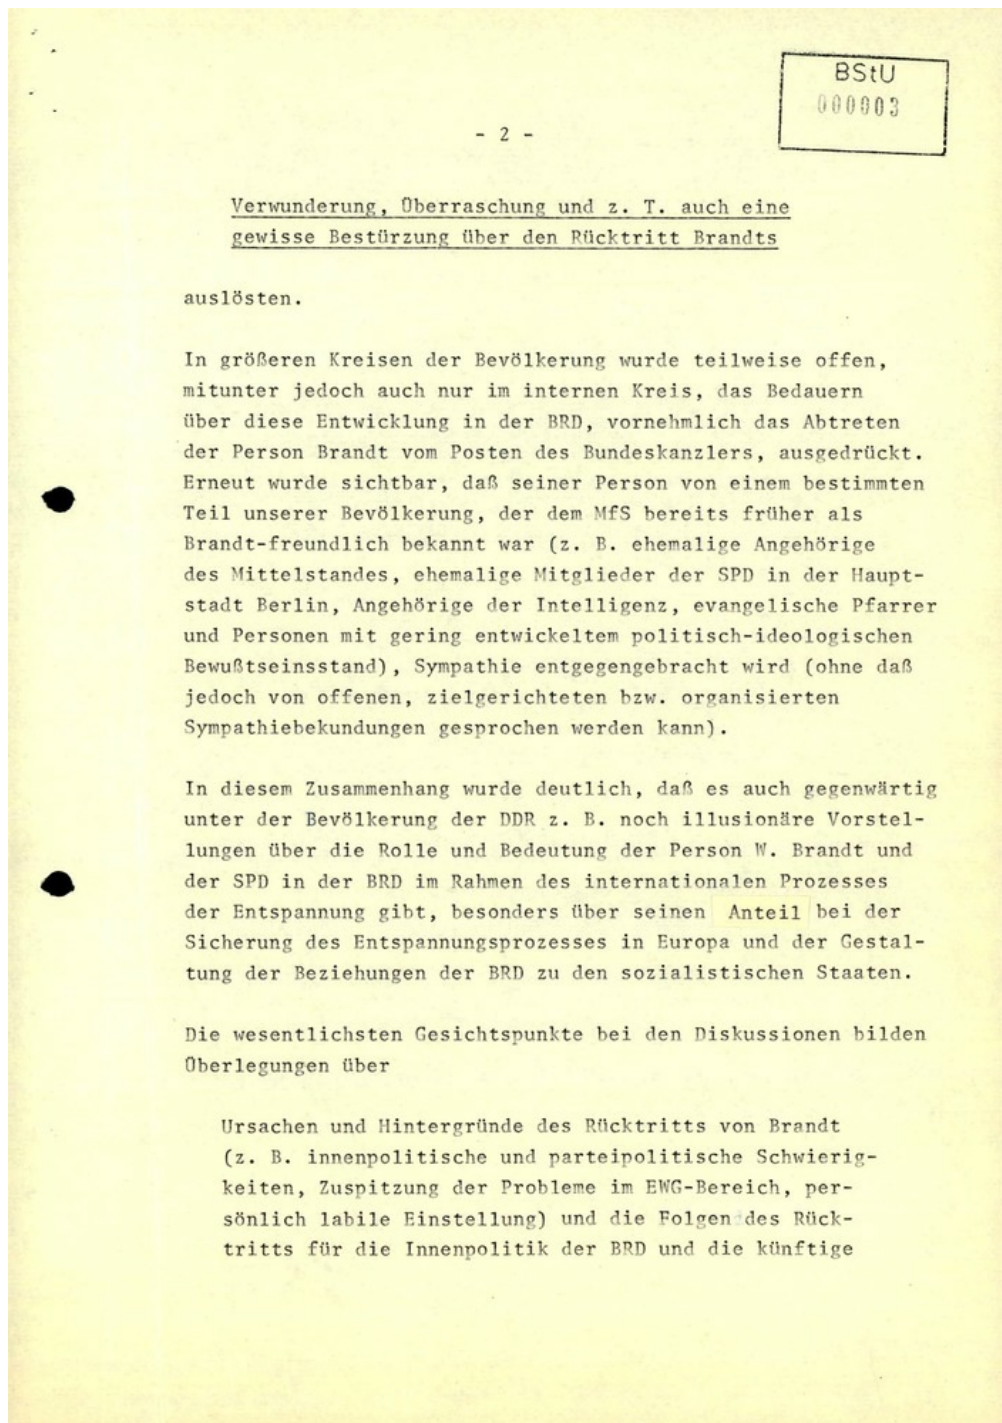 BStU
000003
- 2 -
Verwunderung, Überraschung und z. T. auch eine
gewisse Bestürzung über den Rücktritt Brandts
auslösten.
In größeren Kreisen der Bevölkerung wurde teilweise offen,
mitunter jedoch auch nur im internen Kreis, das Bedauern
über diese Entwicklung in der BRD, vornehmlich das Abtreten
der Person Brandt vom Posten des Bundeskanzlers, ausgedrückt.
Erneut wurde sichtbar, daß seiner Person von einem bestimmten
Teil unserer Bevölkerung, der dem MfS bereits früher als
Brandt-freundlich bekannt war (z. B. ehemalige Angehörige
des Mittelstandes, ehemalige Mitglieder der SPD in der Haupt-
stadt Berlin, Angehörige der Intelligenz, evangelische Pfarrer
und Personen mit gering entwickeltem politisch-ideologischen
Bewußtseinsstand), Sympathie entgegengebracht wird (ohne daß
jedoch von offenen, zielgerichteten bzw. organisierten
Sympathiebekundungen gesprochen werden kann).
In diesem Zusammenhang wurde deutlich, daß es auch gegenwärtig
unter der Bevölkerung der DDR z. B. noch illusionäre Vorstel-
lungen über die Rolle und Bedeutung der Person W. Brandt und
der SPD in der BRD im Rahmen des internationalen Prozesses
der Entspannung gibt, besonders über seinen Anteil bei der
Sicherung des Entspannungsprozesses in Europa und der Gestal-
tung der Beziehungen der BRD zu den sozialistischen Staaten.
Die wesentlichsten Gesichtspunkte bei den Diskussionen bilden
Überlegungen über
Ursachen und Hintergründe des Rücktritts von Brandt
(z. B. innenpolitische und parteipolitische Schwierig-
keiten, Zuspitzung der Probleme im EWG-Bereich, per-
sönlich labile Einstellung) und die Folgen des Rück-
tritts für die Innenpolitik der BRD und die künftige